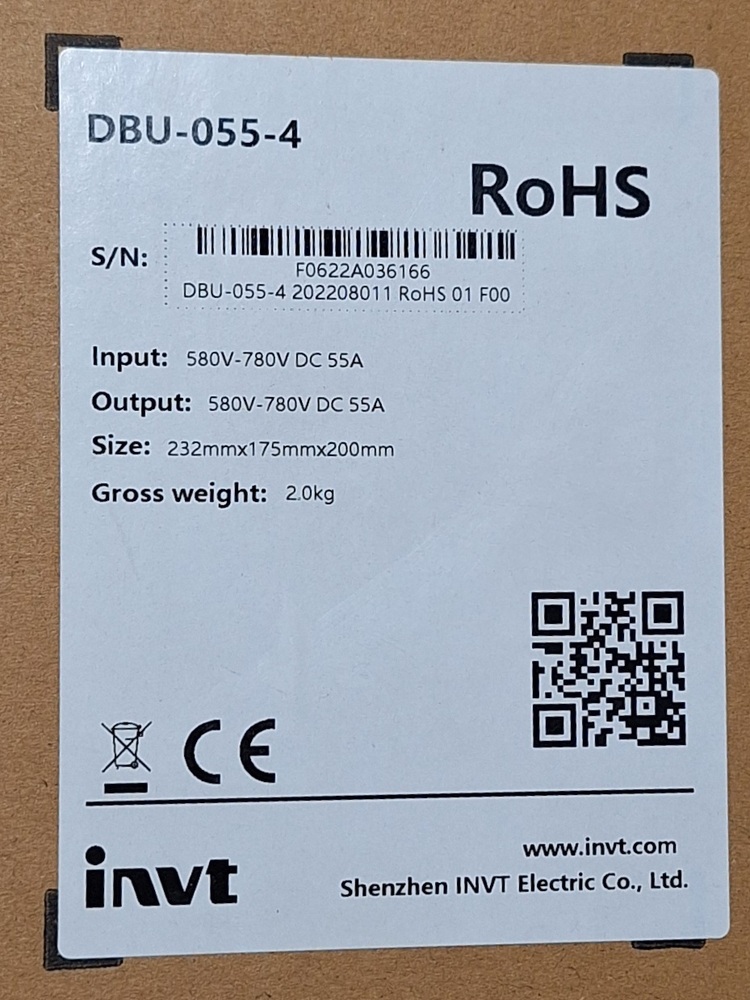 DBU-055-4
RoHS
S/N:
F0622A036166
DBU-055-4 202208011 RoHS 01 F00
Input: 580V-780V DC 55A
Output: 580V-780V DC 55A
Size: 232mmx175mmx200mm
Gross weight: 2.0kg
CE
invt
www.invt.com
Shenzhen INVT Electric Co., Ltd.